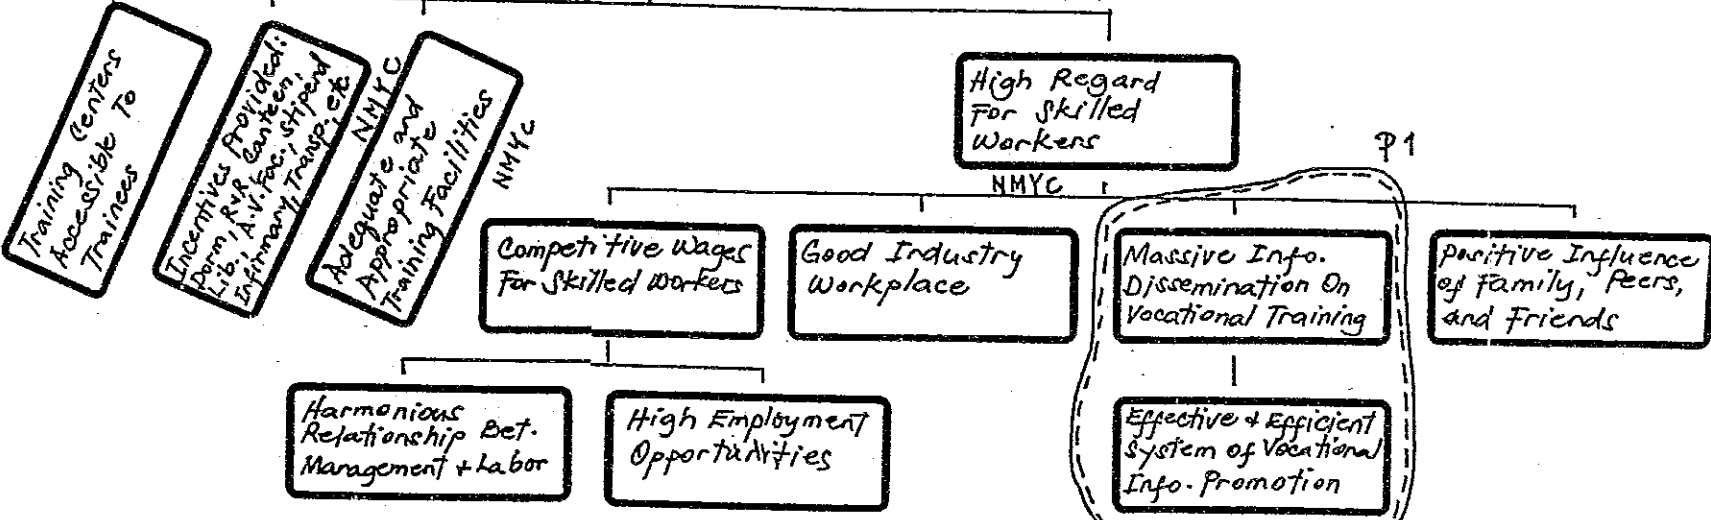 Training Centers
Accessible To
Trainees
Incentives Provided:
Dorm, R&R, Canteen,
Lib., A.V. Fac., Stipend
Infirmary, Transp., etc
NMYC
Adequate and
Appropriate
Training Facilities
NMYC
High Regard
For Skilled
Workers
P1
NMYC
Competitive Wages
For Skilled Workers
Good Industry
Workplace
Massive Info.
Dissemination On
Vocational Training
Positive Influence
of Family, Peers,
and Friends
Harmonious
Relationship Bet.
Management + Labor
High Employment
Opportunities
Effective & Efficient
System of Vocational
Info. Promotion